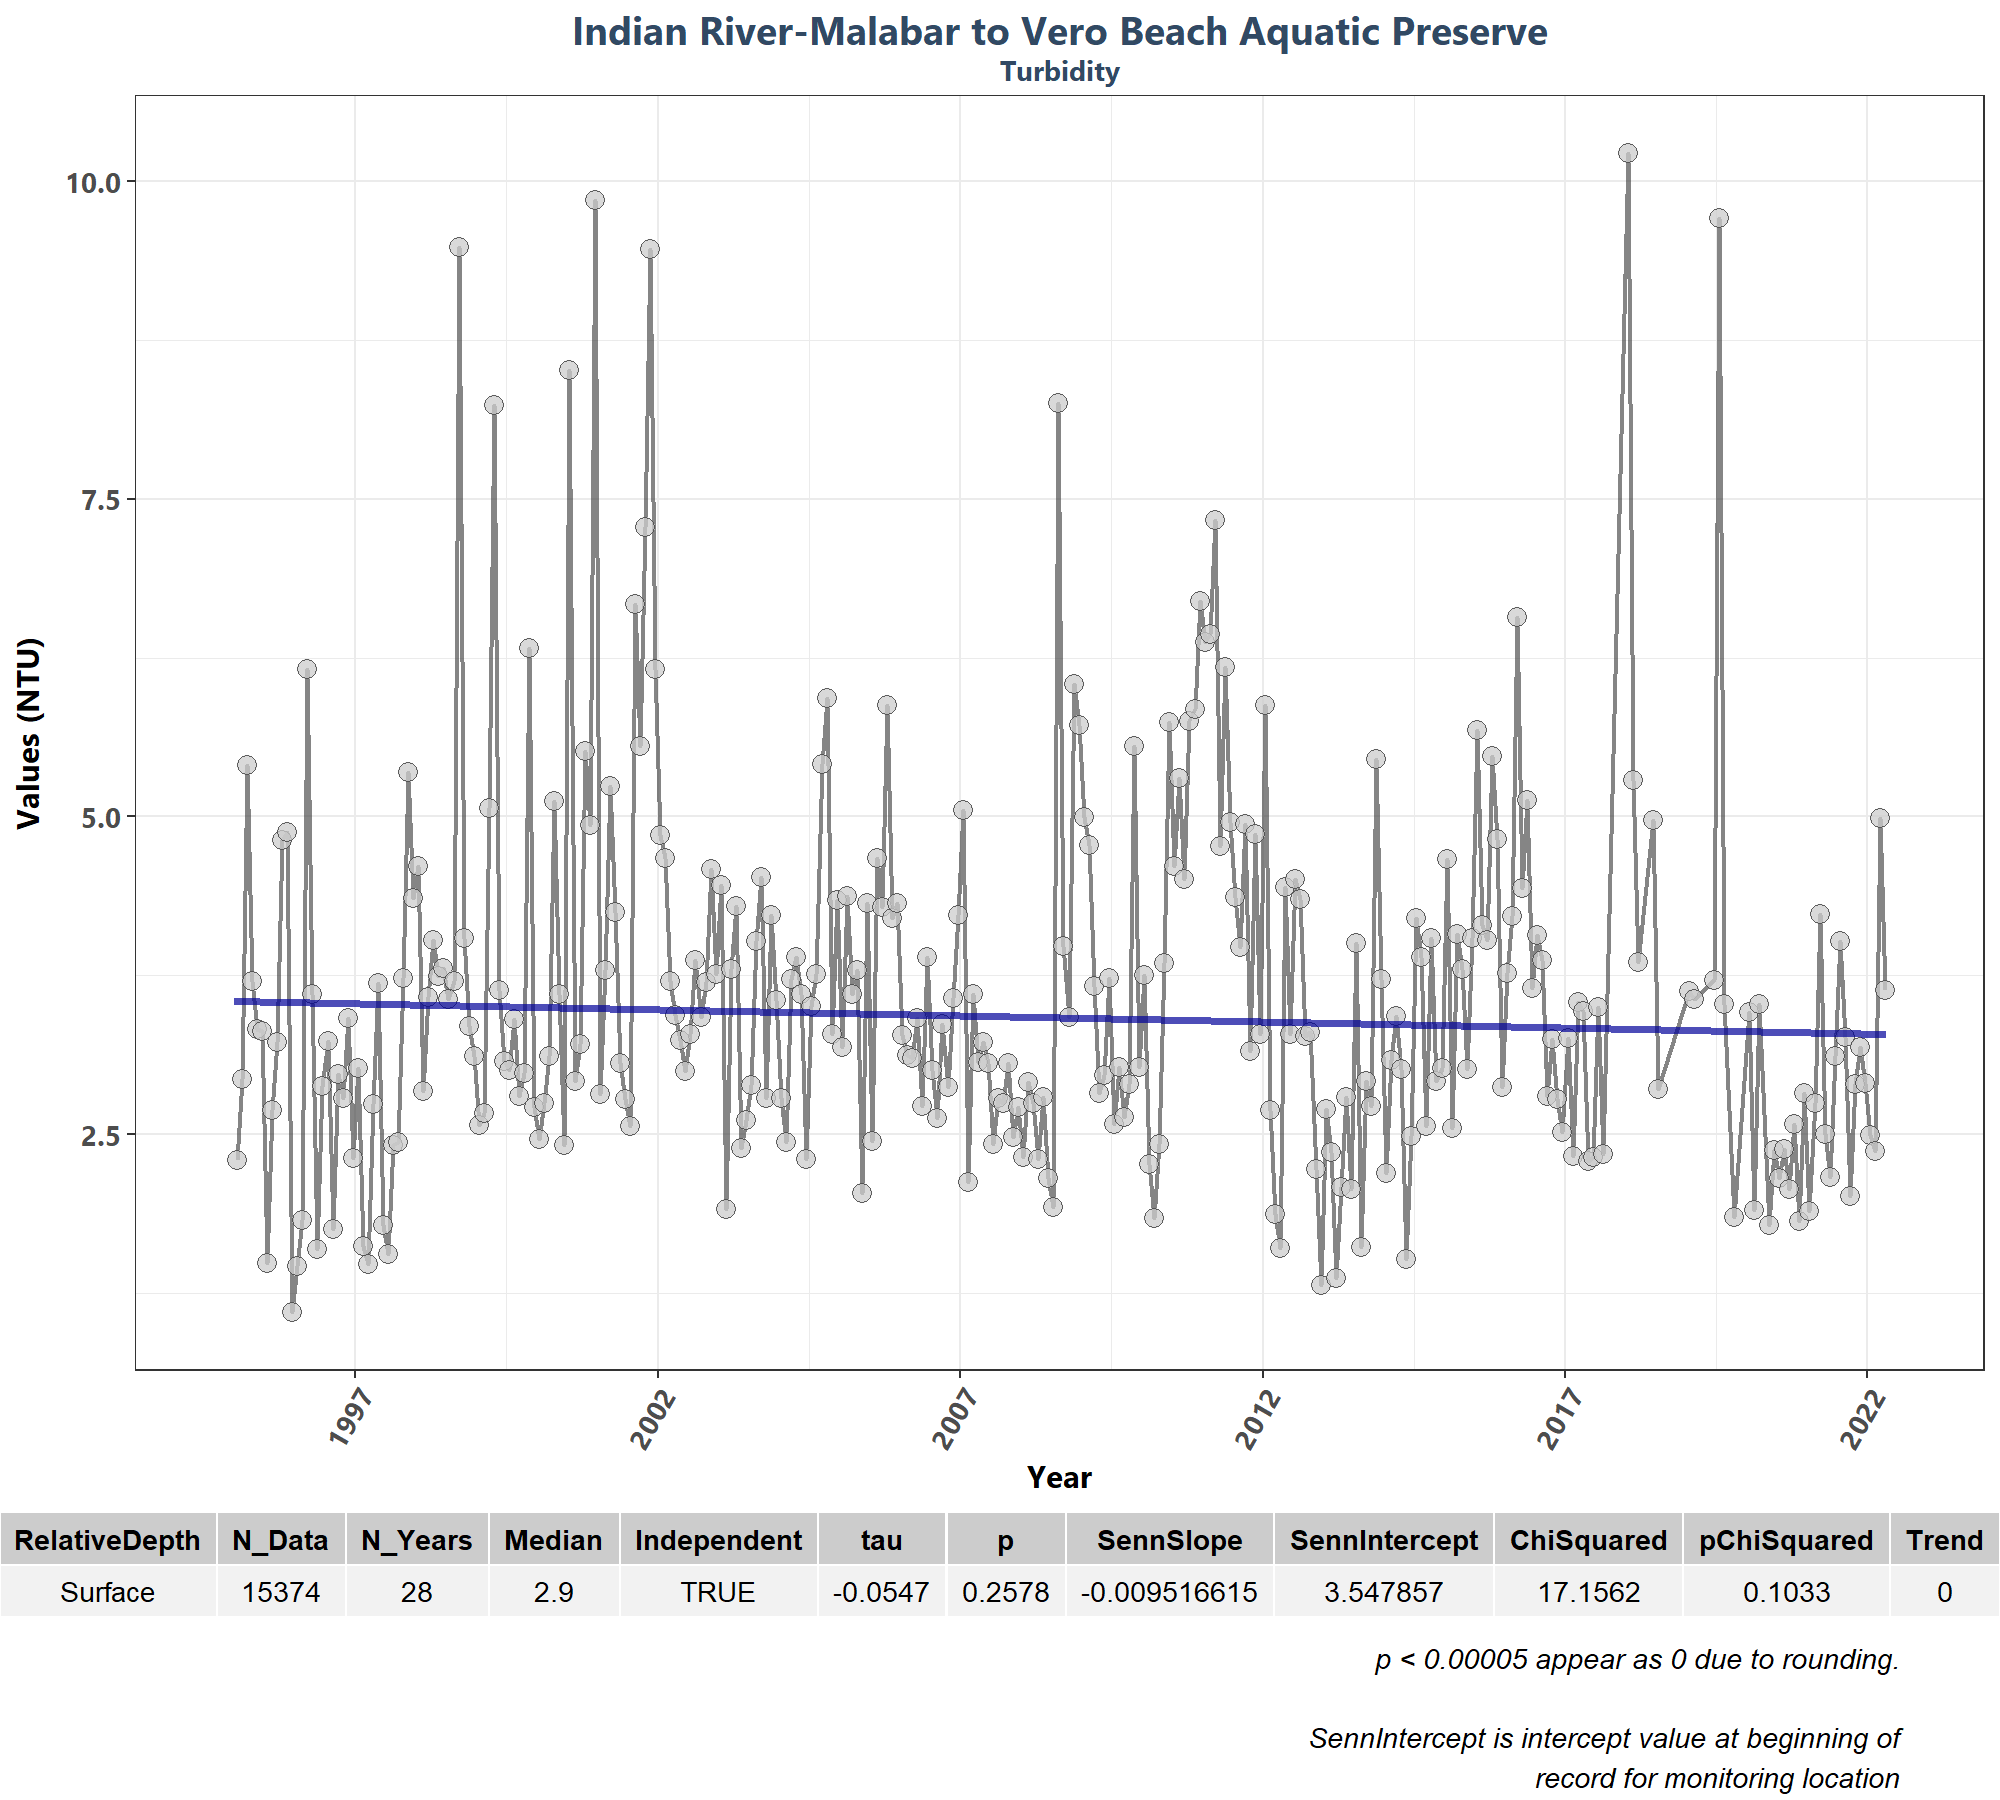 Indian River-Malabar to Vero Beach Aquatic Preserve
Turbidity
Values (NTU)
10.0
7.5
5.0
2.5
1997
2002
2007
2012
2017
2022
Year
RelativeDepth N_Data N_Years Median Independent tau p SennSlope SennIntercept ChiSquared pChiSquared Trend
Surface 15374 28 2.9 TRUE -0.0547 0.2578 -0.009516615 3.547857 17.1562 0.1033 0
p < 0.00005 appear as 0 due to rounding.
SennIntercept is intercept value at beginning of
record for monitoring location